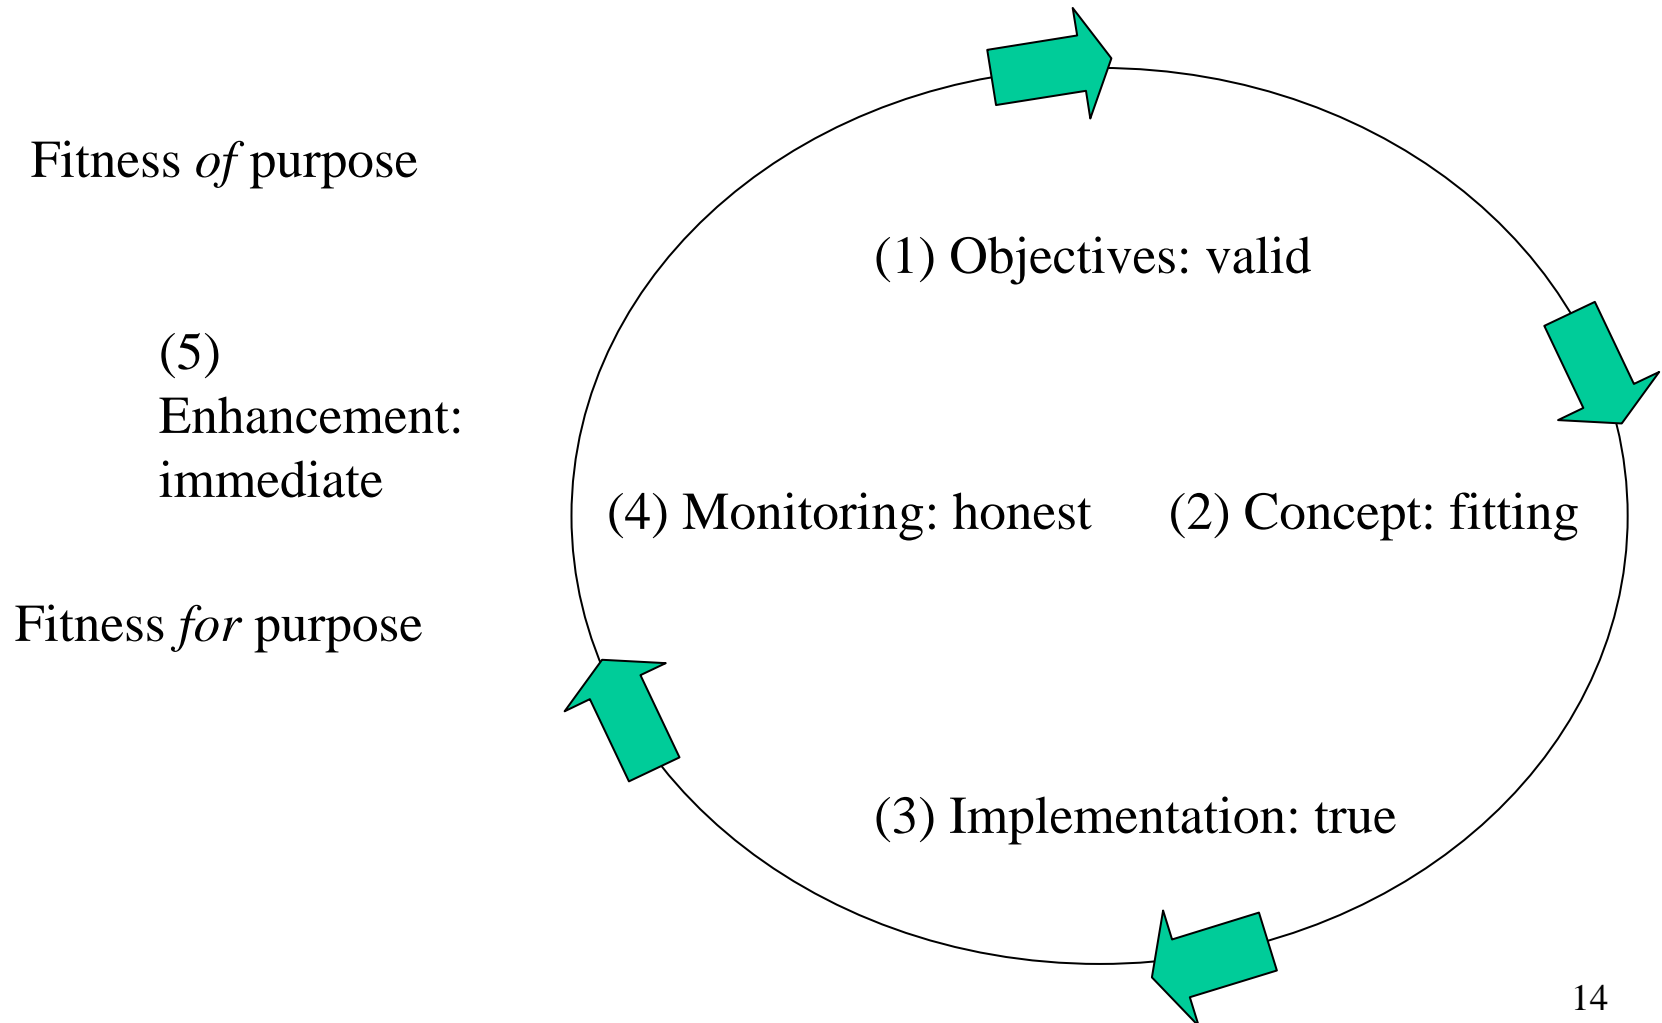 Fitness of purpose
(1) Objectives: valid
(5)
Enhancement:
immediate
(4) Monitoring: honest
(2) Concept: fitting
Fitness for purpose
(3) Implementation: true
14